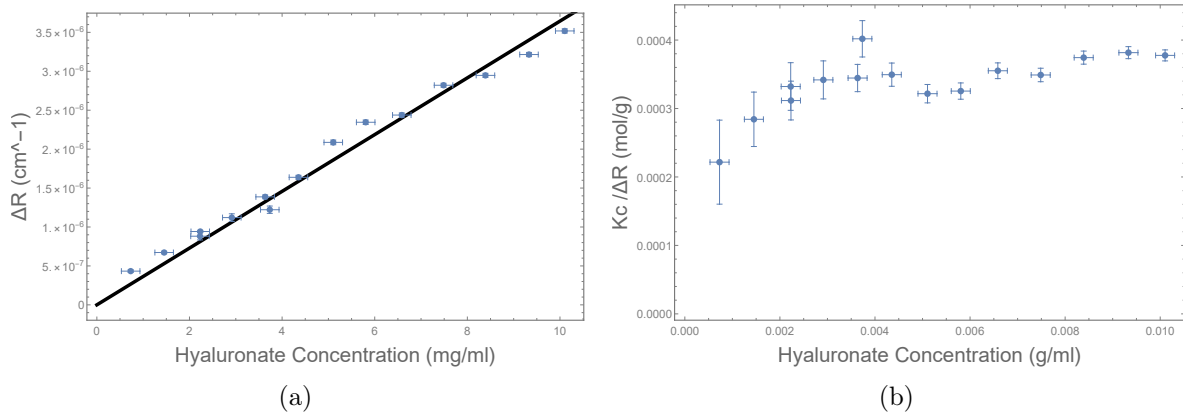 3.5×10^-6
3.×10^-6
2.5×10^-6
2.×10^-6
1.5×10^-6
1.×10^-6
5.×10^-7
0
ΔR (cm^−1)
0 2 4 6 8 10
Hyaluronate Concentration (mg/ml)
(a)
0.0004
0.0003
0.0002
0.0001
0.0000
Kc /ΔR (mol/g)
0.000 0.002 0.004 0.006 0.008 0.010
Hyaluronate Concentration (g/ml)
(b)